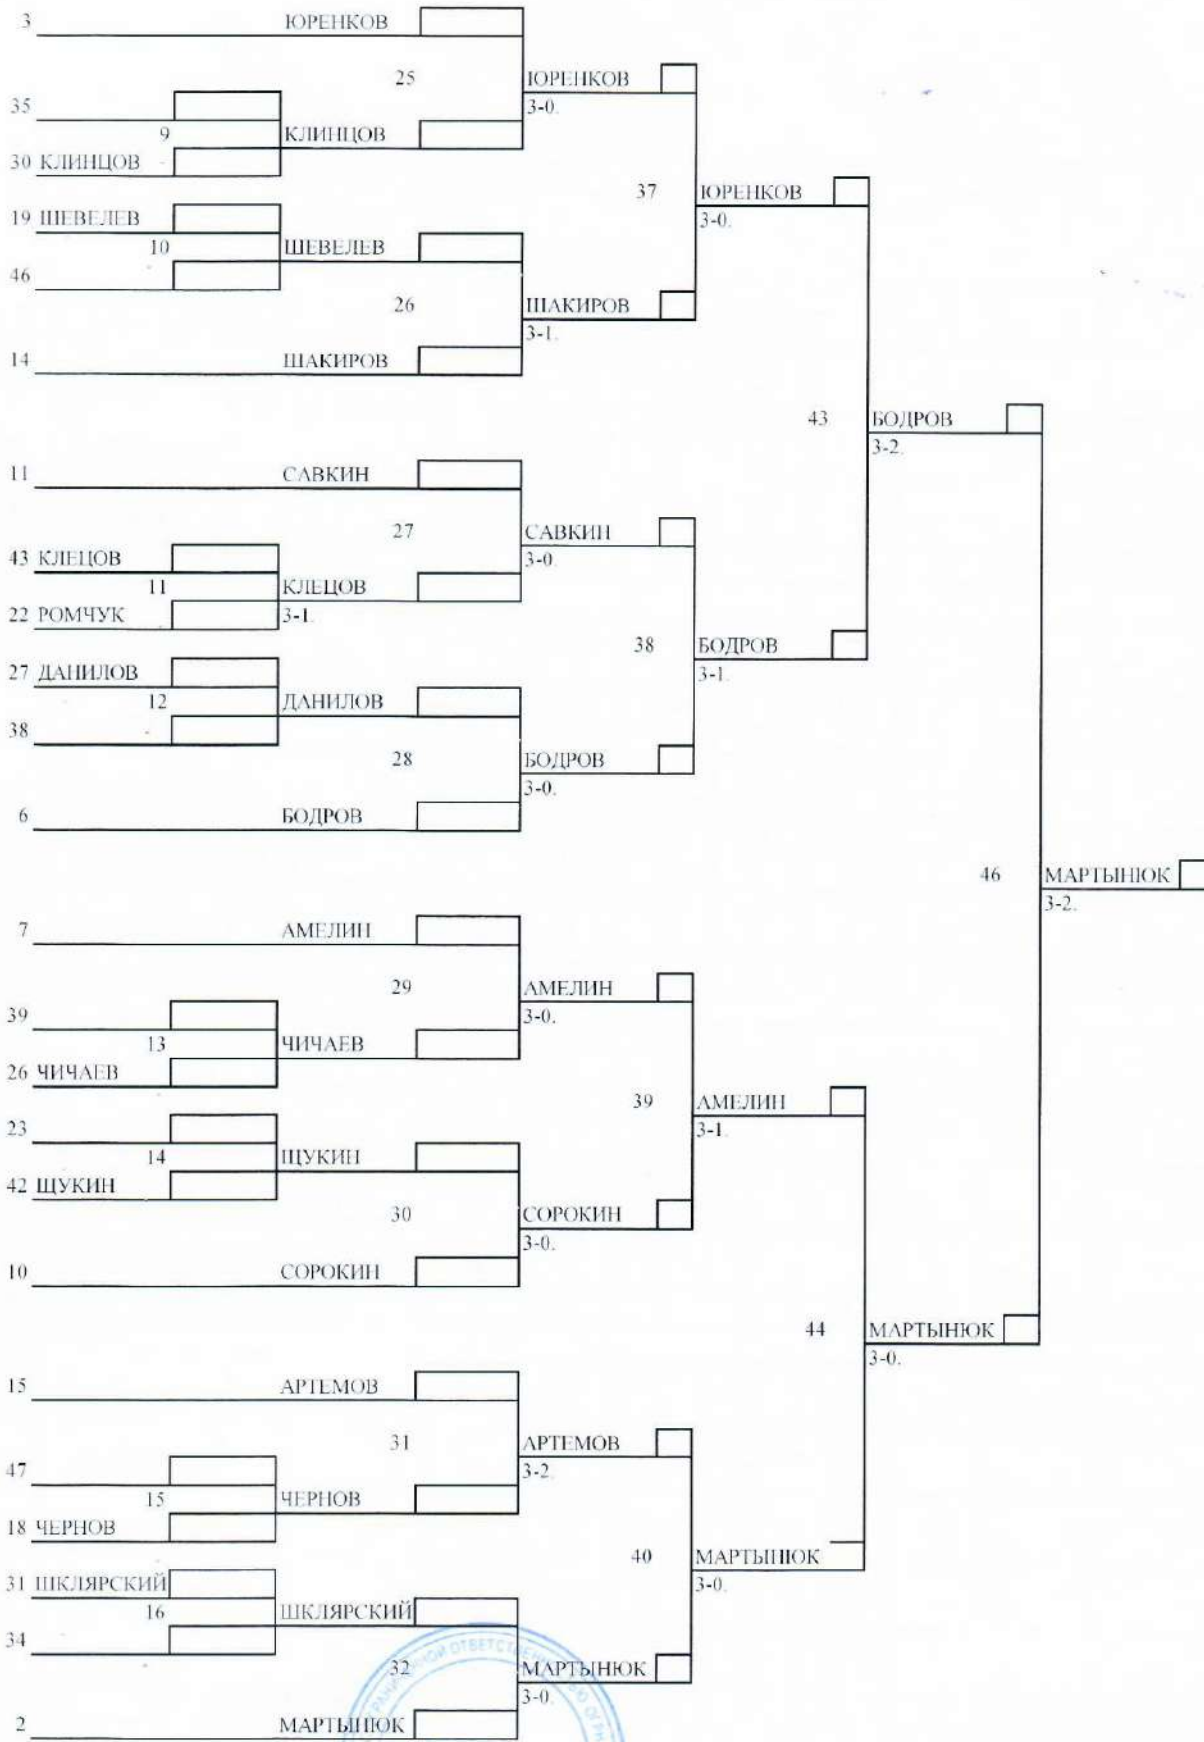 3 ЮРЕНКОВ
25 ЮРЕНКОВ
35 3-0.
9 КЛИНЦОВ
30 КЛИНЦОВ
37 ЮРЕНКОВ
19 ШЕВЕЛЕВ 3-0.
10 ШЕВЕЛЕВ
46
26 ШАКИРОВ
3-1.
14 ШАКИРОВ
43 БОДРОВ
3-2.
11 САВКИН
27 САВКИН
43 КЛЕЦОВ 3-0.
11 КЛЕЦОВ
22 РОМЧУК 3-1.
38 БОДРОВ
27 ДАНИЛОВ 3-1.
12 ДАНИЛОВ
38
28 БОДРОВ
3-0.
6 БОДРОВ
46 МАРТЫНЮК
3-2.
7 АМЕЛИН
29 АМЕЛИН
39 3-0.
13 ЧИЧАЕВ
26 ЧИЧАЕВ
39 АМЕЛИН
23 3-1.
14 ЩУКИН
42 ЩУКИН
30 СОРОКИН
3-0.
10 СОРОКИН
44 МАРТЫНЮК
3-0.
15 АРТЕМОВ
31 АРТЕМОВ
47 3-2.
15 ЧЕРНОВ
18 ЧЕРНОВ
40 МАРТЫНЮК
31 ШКЛЯРСКИЙ 3-0.
16 ШКЛЯРСКИЙ
34
32 МАРТЫНЮК
3-0.
2 МАРТЫНЮК